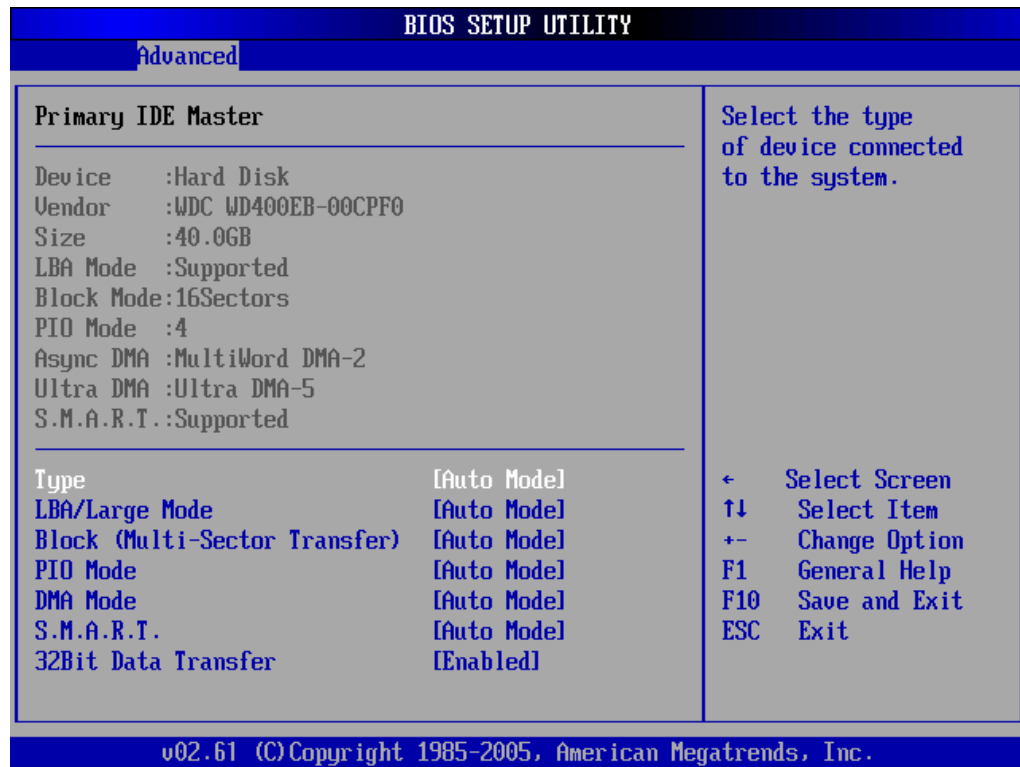 BIOS SETUP UTILITY
Advanced
Primary IDE Master
Device :Hard Disk
Vendor :WDC WD400EB-00CPF0
Size :40.0GB
LBA Mode :Supported
Block Mode:16Sectors
PIO Mode :4
Async DMA :MultiWord DMA-2
Ultra DMA :Ultra DMA-5
S.M.A.R.T.:Supported
Type [Auto Mode]
LBA/Large Mode [Auto Mode]
Block (Multi-Sector Transfer) [Auto Mode]
PIO Mode [Auto Mode]
DMA Mode [Auto Mode]
S.M.A.R.T. [Auto Mode]
32Bit Data Transfer [Enabled]
Select the type
of device connected
to the system.
← Select Screen
↑↓ Select Item
+- Change Option
F1 General Help
F10 Save and Exit
ESC Exit
v02.61 (C)Copyright 1985-2005, American Megatrends, Inc.